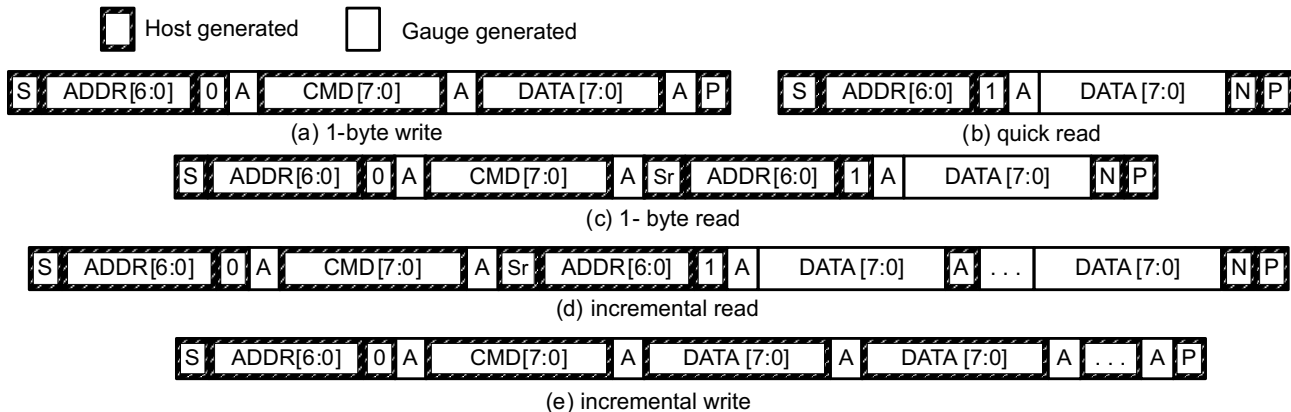 Host generated Gauge generated
S ADDR[6:0] 0 A CMD[7:0] A DATA [7:0] A P S ADDR[6:0] 1 A DATA [7:0] N P
(a) 1-byte write (b) quick read
S ADDR[6:0] 0 A CMD[7:0] A Sr ADDR[6:0] 1 A DATA [7:0] N P
(c) 1- byte read
S ADDR[6:0] 0 A CMD[7:0] A Sr ADDR[6:0] 1 A DATA [7:0] A . . . DATA [7:0] N P
(d) incremental read
S ADDR[6:0] 0 A CMD[7:0] A DATA [7:0] A DATA [7:0] A . . . A P
(e) incremental write